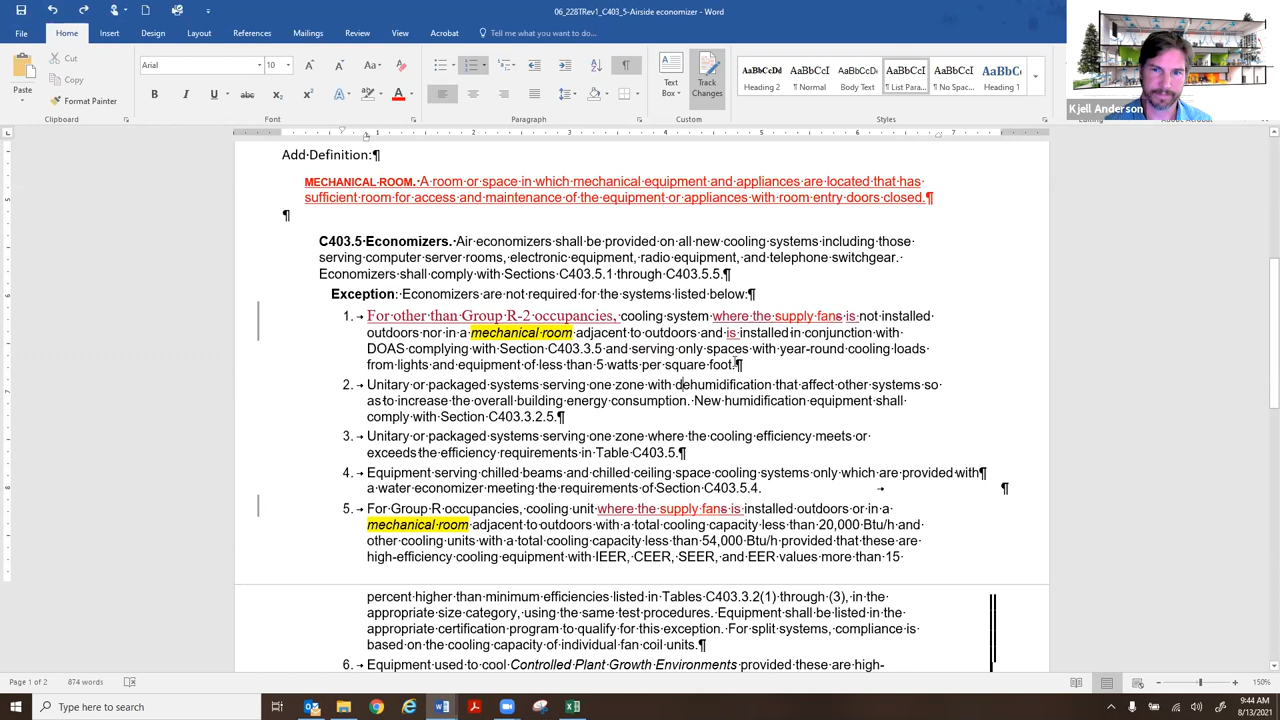 06_228TRev1_C403_5-Airside economizer - Word
File Home Insert Design Layout References Mailings Review View Acrobat Tell me what you want to do...
Cut
Copy
Format Painter
Paste
Arial 10
Text Box
Track Changes
AaBbCcDd AaBbCcI AaBbCcDd AaBbCcI AaBbCcI AaBbCc
Heading 2 ¶ Normal Body Text ¶ List Para... ¶ No Spac... Heading 1
Clipboard Font Paragraph Custom Styles
Kjell Anderson
1 2 3 4 5 6 7
Add·Definition:¶
MECHANICAL·ROOM.·A·room·or·space·in·which·mechanical·equipment·and·appliances·are·located·that·has·
sufficient·room·for·access·and·maintenance·of·the·equipment·or·appliances·with·room·entry·doors·closed.¶
¶
C403.5·Economizers.·Air·economizers·shall·be·provided·on·all·new·cooling·systems·including·those·
serving·computer·server·rooms,·electronic·equipment,·radio·equipment,·and·telephone·switchgear.·
Economizers·shall·comply·with·Sections·C403.5.1·through·C403.5.5.¶
Exception:·Economizers·are·not·required·for·the·systems·listed·below:¶
1.→For·other·than·Group·R-2·occupancies,·cooling·system·where·the·supply·fans·is·not·installed·
outdoors·nor·in·a·mechanical·room·adjacent·to·outdoors·and·is·installed·in·conjunction·with·
DOAS·complying·with·Section·C403.3.5·and·serving·only·spaces·with·year-round·cooling·loads·
from·lights·and·equipment·of·less·than·5·watts·per·square·foot.¶
2.→Unitary·or·packaged·systems·serving·one·zone·with·dehumidification·that·affect·other·systems·so·
as·to·increase·the·overall·building·energy·consumption.··New·humidification·equipment·shall·
comply·with·Section·C403.3.2.5.¶
3.→Unitary·or·packaged·systems·serving·one·zone·where·the·cooling·efficiency·meets·or·
exceeds·the·efficiency·requirements·in·Table·C403.5.¶
4.→Equipment·serving·chilled·beams·and·chilled·ceiling·space·cooling·systems·only·which·are·provided·with¶
a·water·economizer·meeting·the·requirements·of·Section·C403.5.4. → ¶
5.→For·Group·R·occupancies,·cooling·unit·where·the·supply·fans·is·installed·outdoors·or·in·a·
mechanical·room·adjacent·to·outdoors·with·a·total·cooling·capacity·less·than·20,000·Btu/h·and·
other·cooling·units·with·a·total·cooling·capacity·less·than·54,000·Btu/h·provided·that·these·are·
high-efficiency·cooling·equipment·with·IEER,·CEER,·SEER,·and·EER·values·more·than·15·
percent·higher·than·minimum·efficiencies·listed·in·Tables·C403.3.2(1)·through·(3),·in·the·
appropriate·size·category,·using·the·same·test·procedures.··Equipment·shall·be·listed·in·the·
appropriate·certification·program·to·qualify·for·this·exception.··For·split·systems,·compliance·is·
based·on·the·cooling·capacity·of·individual·fan·coil·units.¶
6.→Equipment·used·to·cool·Controlled·Plant·Growth·Environments·provided·these·are·high-
Page 1 of 2 874 words 150%
Type here to search
9:44 AM
8/13/2021